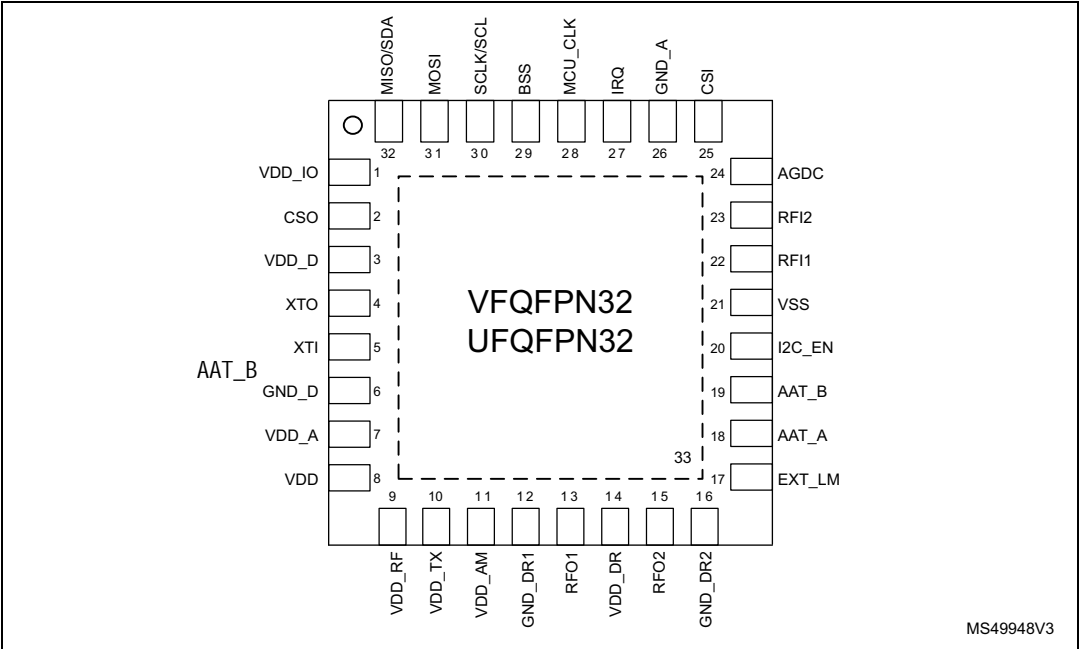 MISO/SDA
MOSI
SCLK/SCL
BSS
MCU_CLK
IRQ
GND_A
CSI
32
31
30
29
28
27
26
25
VDD_IO
1
CSO
2
VDD_D
3
XTO
4
XTI
5
AAT_B
GND_D
6
VDD_A
7
VDD
8
24
AGDC
23
RFI2
22
RFI1
21
VSS
20
I2C_EN
19
AAT_B
18
AAT_A
17
EXT_LM
VFQFPN32
UFQFPN32
33
9
10
11
12
13
14
15
16
VDD_RF
VDD_TX
VDD_AM
GND_DR1
RFO1
VDD_DR
RFO2
GND_DR2
MS49948V3